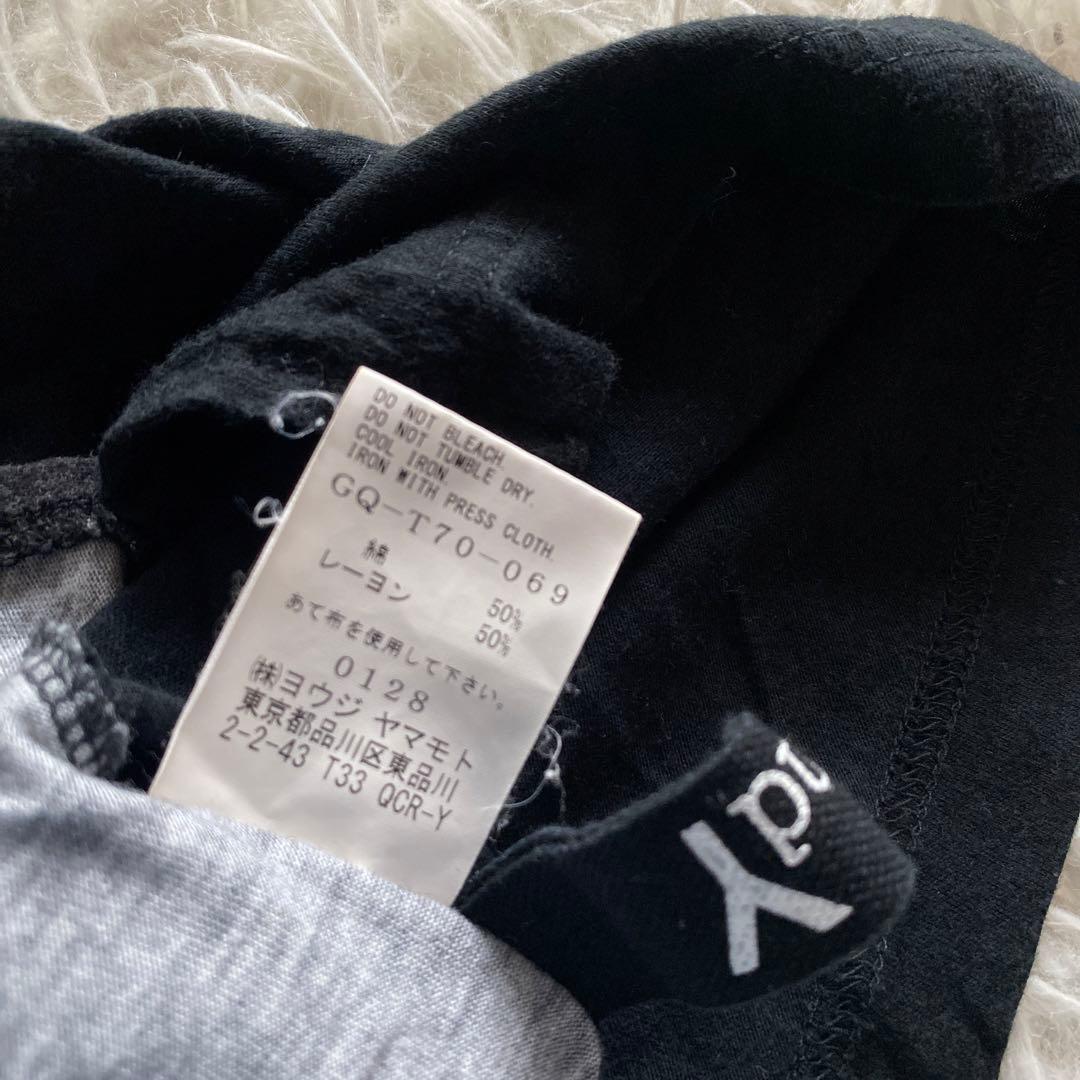 DO NOT BLEACH.
DO NOT TUMBLE DRY.
COOL IRON.
IRON WITH PRESS CLOTH.
GQ-T70-069
綿 50%
レーヨン 50%
あて布を使用して下さい。
0128
㈱ヨウジ ヤマモト
東京都品川区東品川
2-2-43 T33 QCR-Y
Y